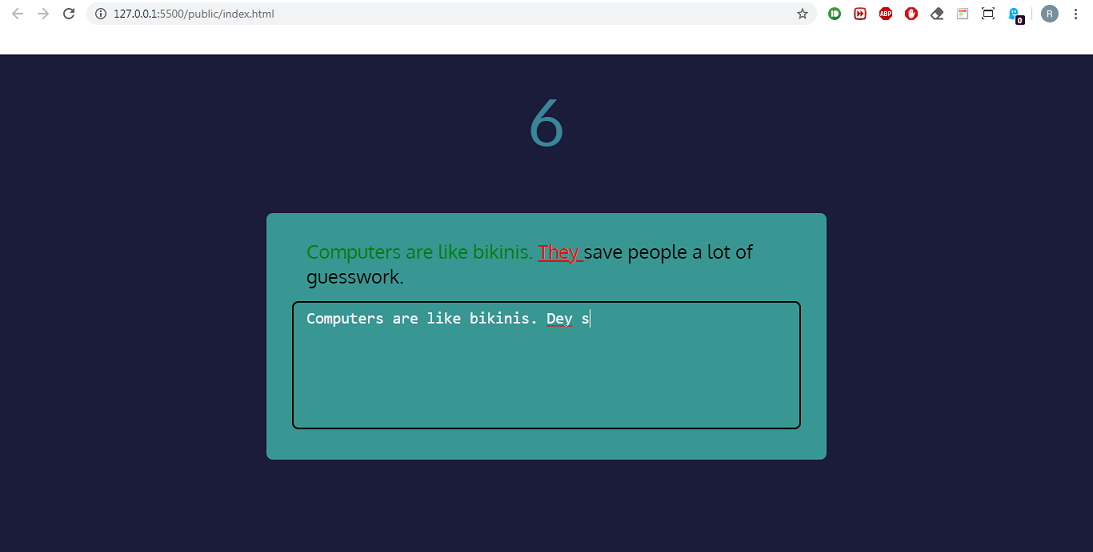 127.0.0.1:5500/public/index.html
ABP
0
R
6
Computers are like bikinis. They save people a lot of
guesswork.
Computers are like bikinis. Dey s